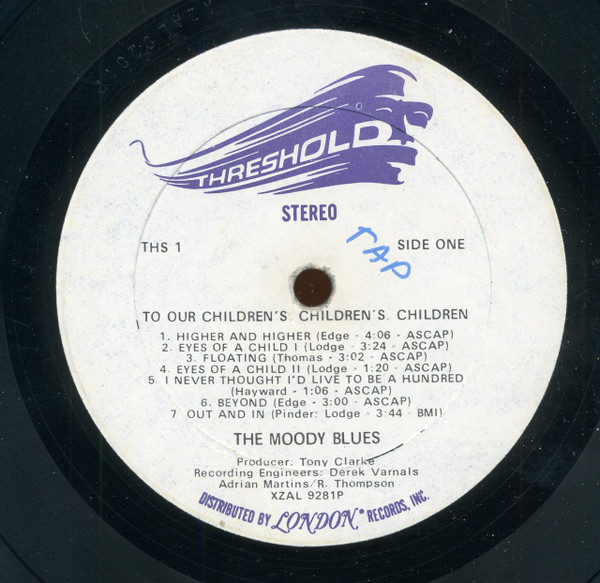 THRESHOLD
STEREO
THS 1
TAP
SIDE ONE
TO OUR CHILDREN'S CHILDREN'S CHILDREN
1. HIGHER AND HIGHER (Edge - 4:06 - ASCAP)
2. EYES OF A CHILD I (Lodge - 3:24 - ASCAP)
3. FLOATING (Thomas - 3:02 - ASCAP)
4. EYES OF A CHILD II (Lodge - 1:20 - ASCAP)
5. I NEVER THOUGHT I'D LIVE TO BE A HUNDRED
(Hayward - 1:06 - ASCAP)
6. BEYOND (Edge - 3:00 - ASCAP)
7 OUT AND IN (Pinder: Lodge - 3:44 - BMI)
THE MOODY BLUES
Producer: Tony Clarke
Recording Engineers: Derek Varnals
Adrian Martins/R. Thompson
XZAL 9281P
DISTRIBUTED BY LONDON® RECORDS, INC.